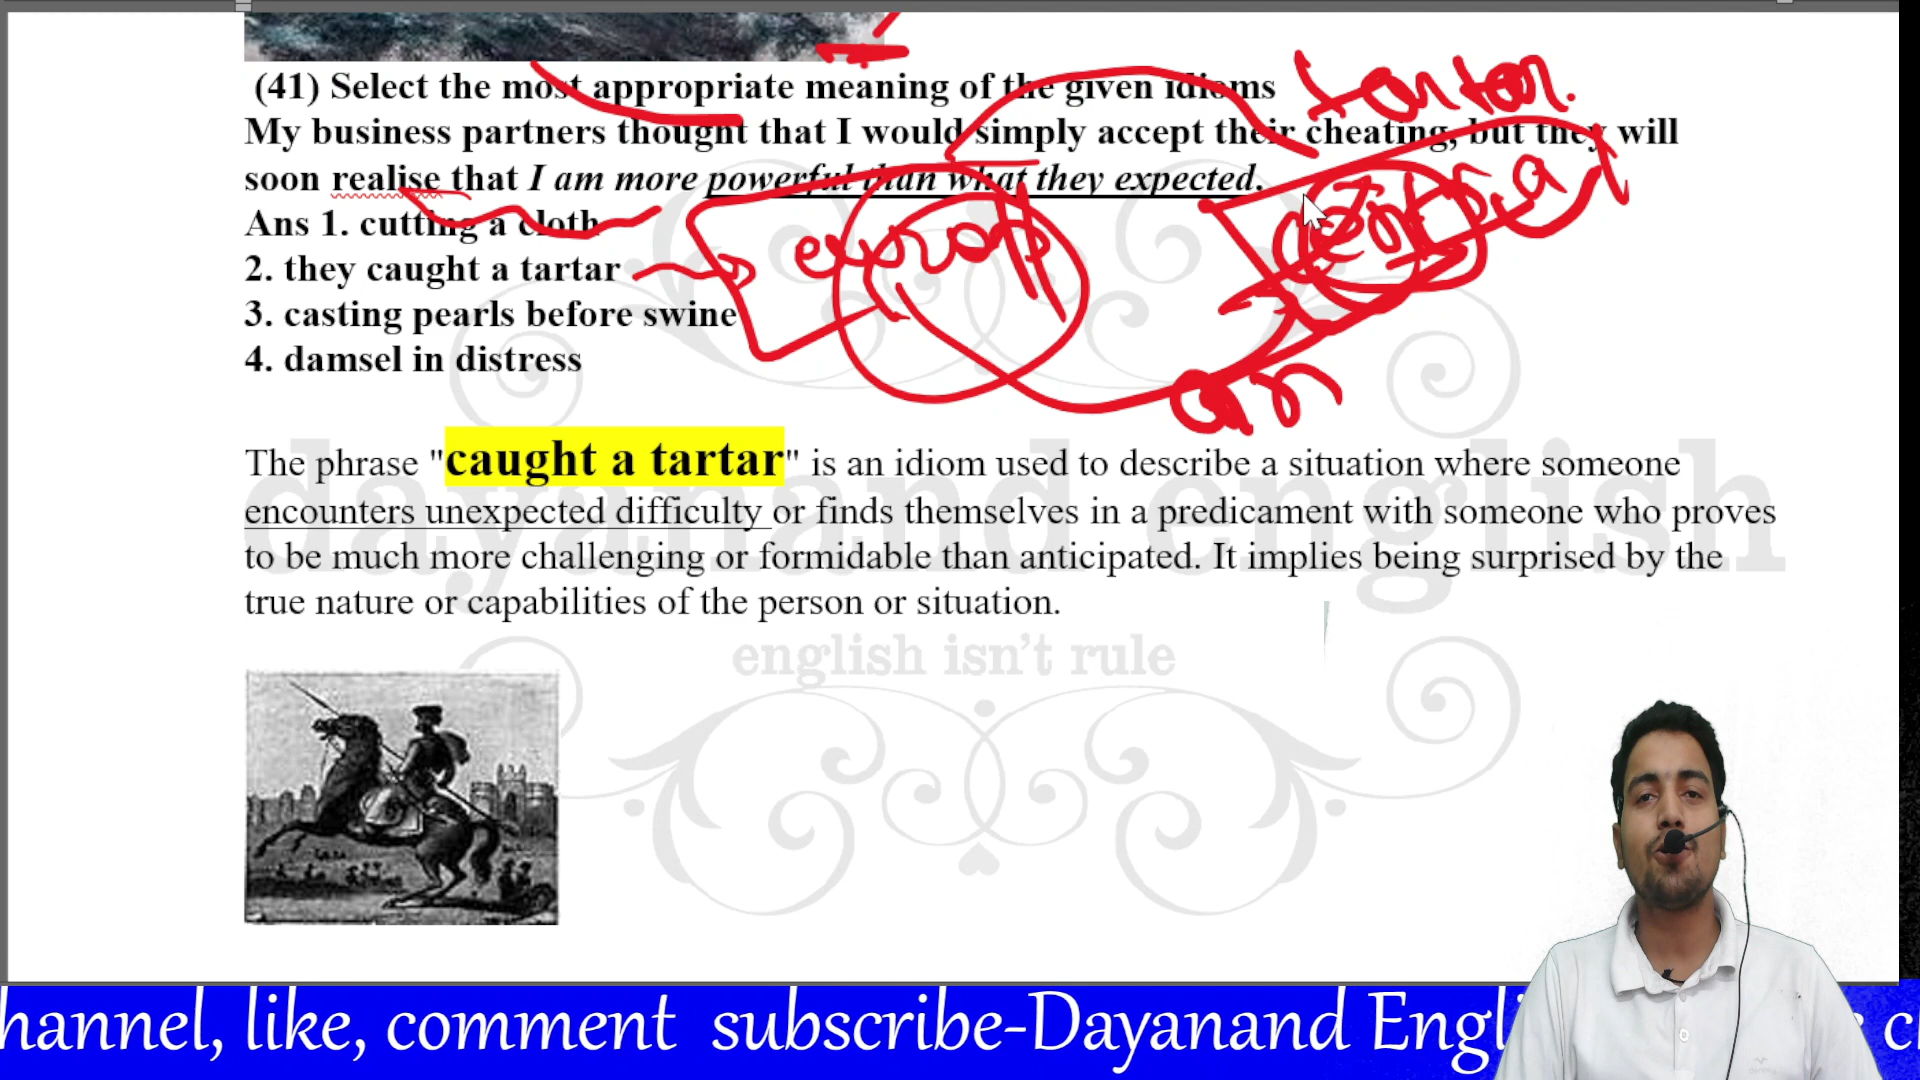 (41) Select the most appropriate meaning of the given idioms
tartar.
My business partners thought that I would simply accept their cheating, but they will
soon realise that I am more powerful than what they expected.
Ans 1. cutting a cloth
2. they caught a tartar
3. casting pearls before swine
4. damsel in distress
The phrase "caught a tartar" is an idiom used to describe a situation where someone
encounters unexpected difficulty or finds themselves in a predicament with someone who proves
to be much more challenging or formidable than anticipated. It implies being surprised by the
true nature or capabilities of the person or situation.
dayanand english
english isn't rule
hannel, like, comment subscribe-Dayanand Engl